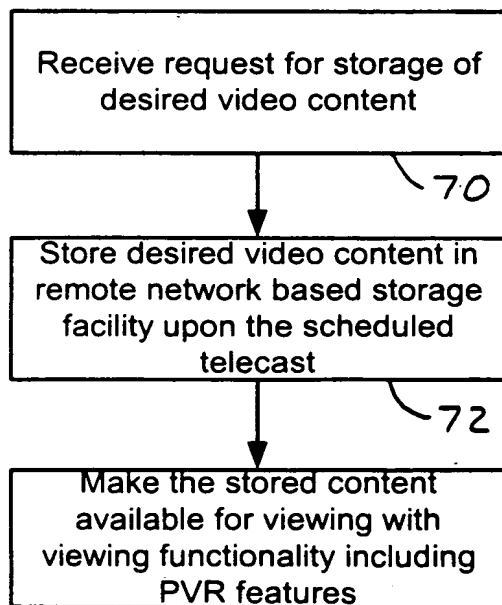 Receive request for storage of
desired video content
70
Store desired video content in
remote network based storage
facility upon the scheduled
telecast
72
Make the stored content
available for viewing with
viewing functionality including
PVR features